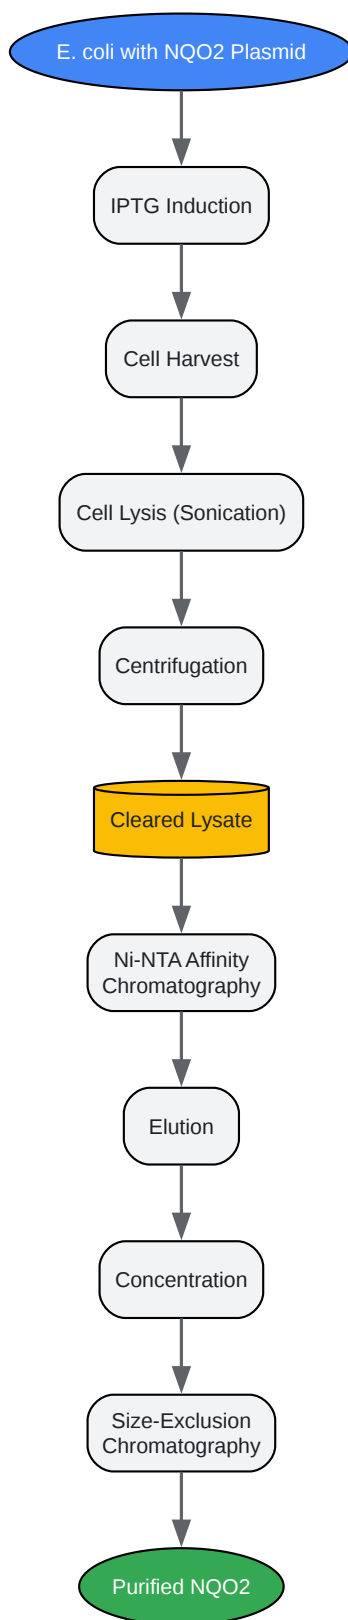 E. coli with NQO2 Plasmid
IPTG Induction
Cell Harvest
Cell Lysis (Sonication)
Centrifugation
Cleared Lysate
Ni-NTA Affinity
Chromatography
Elution
Concentration
Size-Exclusion
Chromatography
Purified NQO2